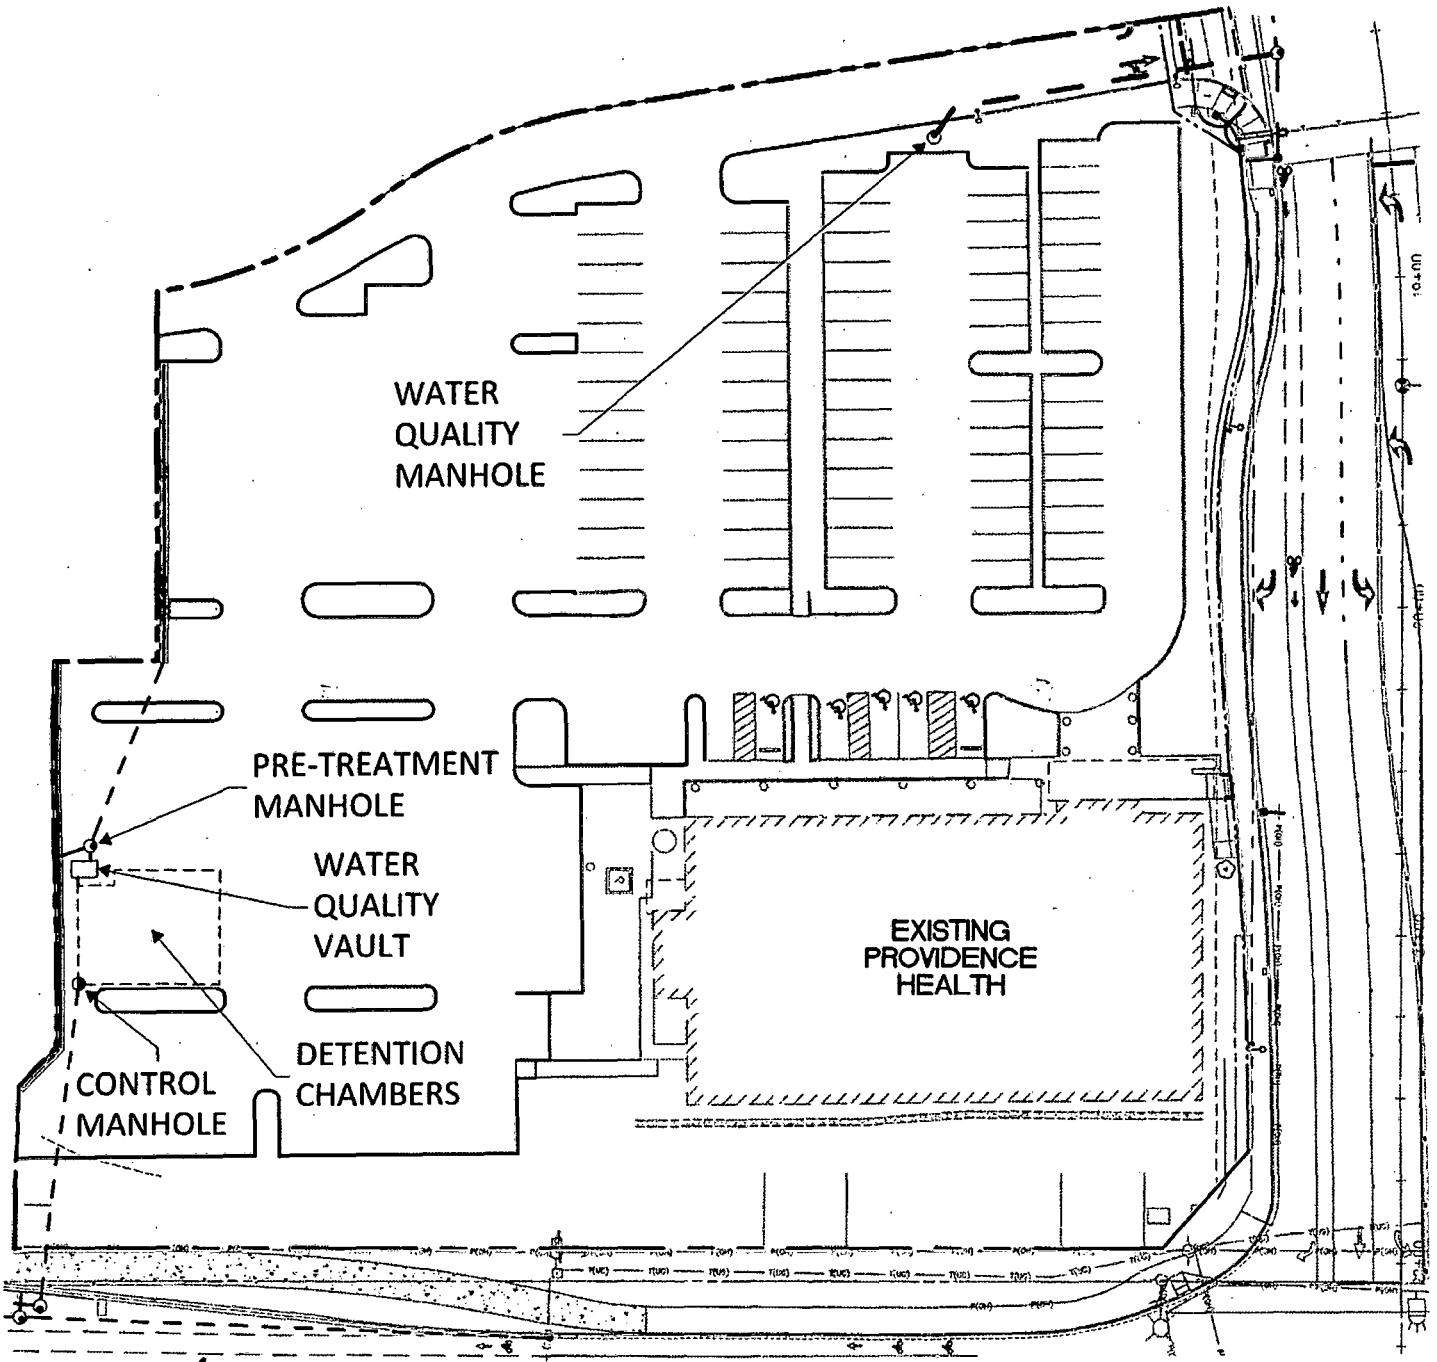 WATER
QUALITY
MANHOLE
PRE-TREATMENT
MANHOLE
WATER
QUALITY
VAULT
EXISTING
PROVIDENCE
HEALTH
DETENTION
CHAMBERS
CONTROL
MANHOLE